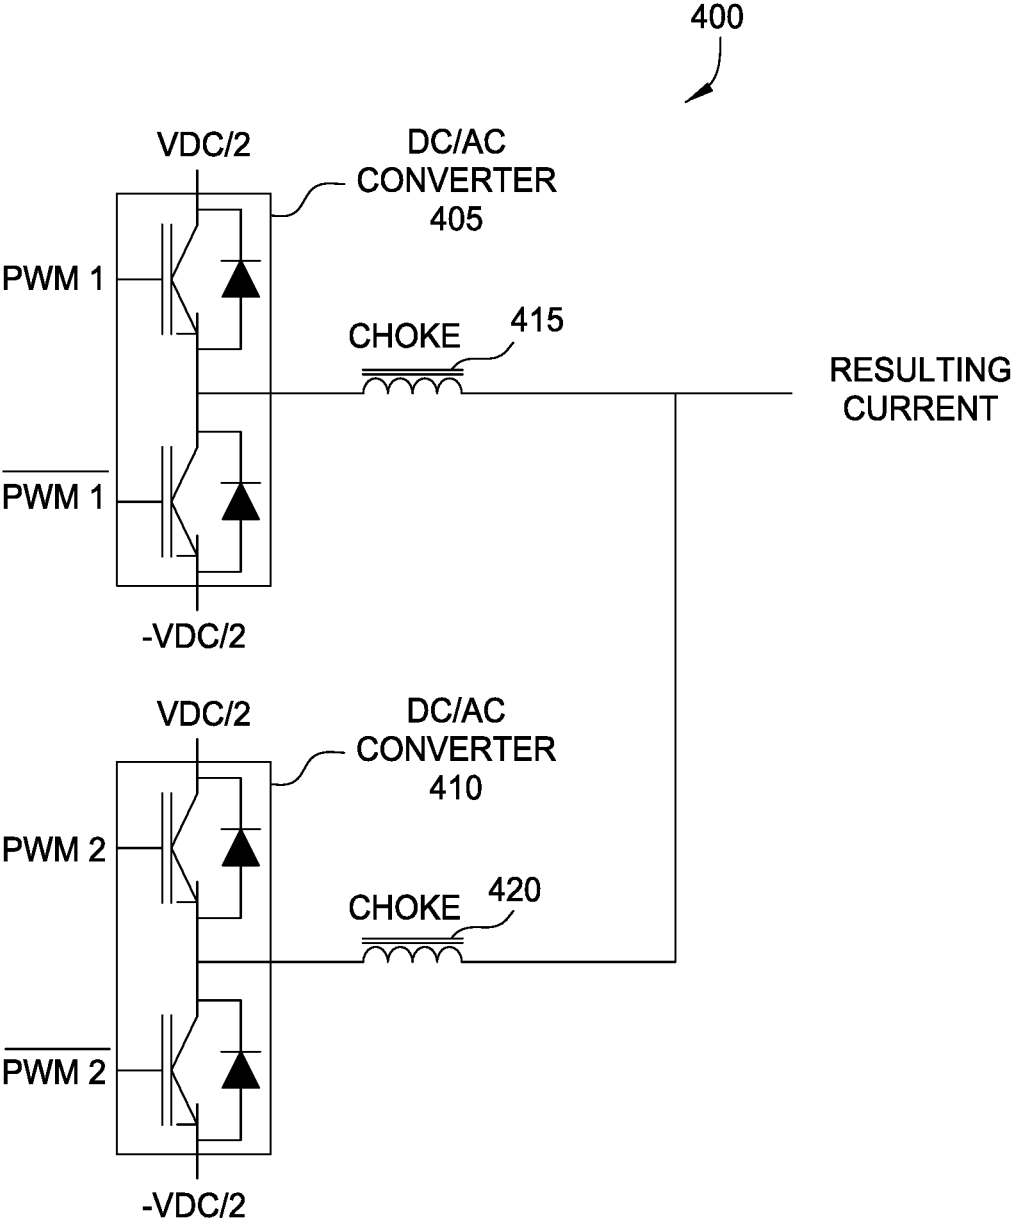 400
VDC/2
DC/AC
CONVERTER
405
PWM 1
CHOKE
415
RESULTING
CURRENT
PWM 1
-VDC/2
VDC/2
DC/AC
CONVERTER
410
PWM 2
CHOKE
420
PWM 2
-VDC/2